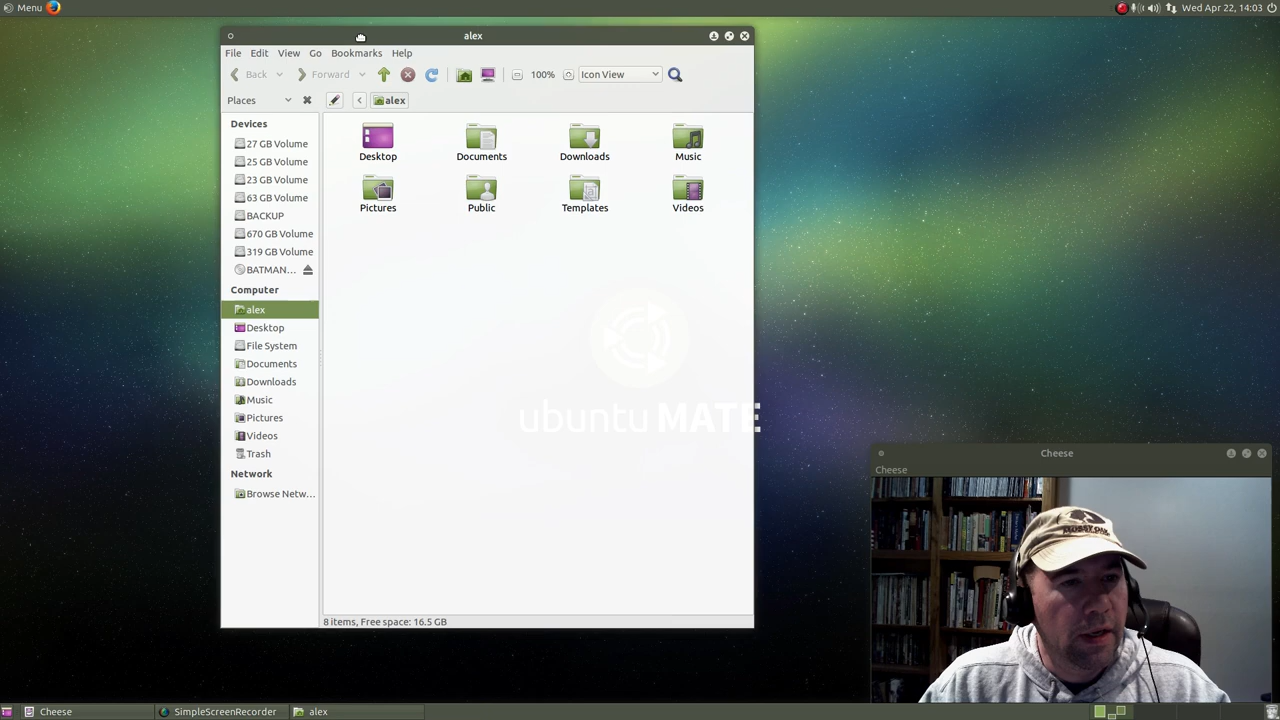 Menu
Wed Apr 22, 14:03
alex
File Edit View Go Bookmarks Help
Back Forward 100% Icon View
Places alex
Devices
27 GB Volume
25 GB Volume
23 GB Volume
63 GB Volume
BACKUP
670 GB Volume
319 GB Volume
BATMAN...
Computer
alex
Desktop
File System
Documents
Downloads
Music
Pictures
Videos
Trash
Network
Browse Netw...
Desktop Documents Downloads Music
Pictures Public Templates Videos
ubuntu MATE
8 items, Free space: 16.5 GB
Cheese
Cheese
MOSSY OAK
Cheese SimpleScreenRecorder alex